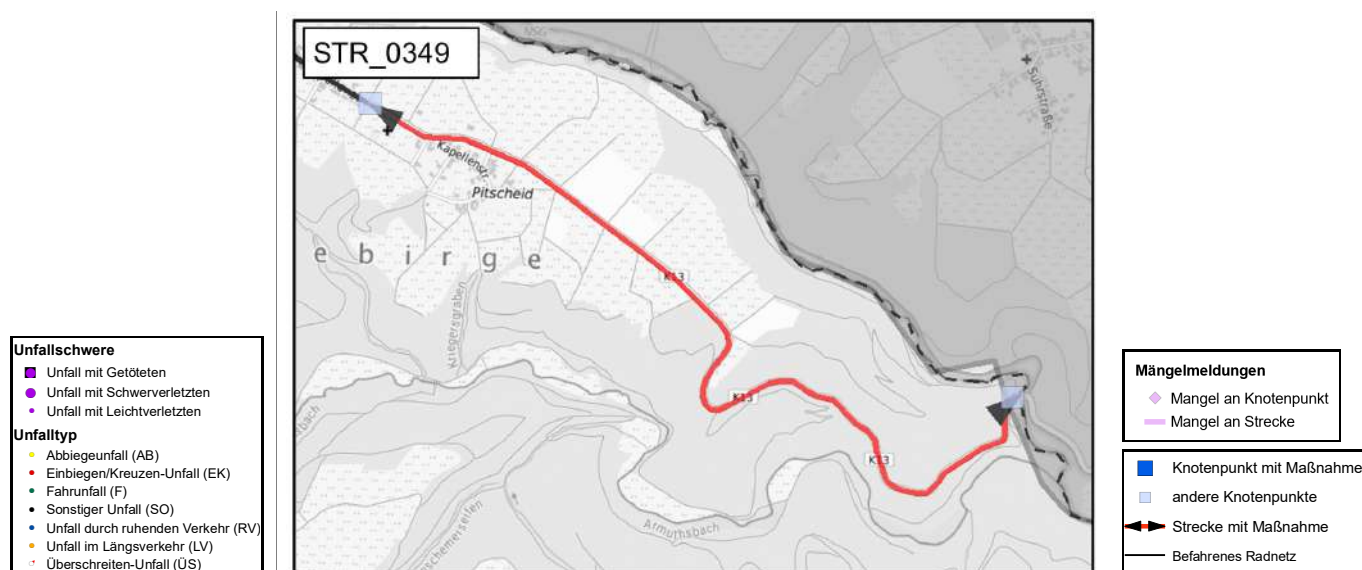 STR_0349
NSG
Suhrstraße
Kapellenstr.
Pitscheid
e b i r g e
K13
Kriegersgraben
K13
K13
Armuthsbach
Unfallschwere
Unfall mit Getöteten
Unfall mit Schwerverletzten
Unfall mit Leichtverletzten
Unfalltyp
Abbiegeunfall (AB)
Einbiegen/Kreuzen-Unfall (EK)
Fahrunfall (F)
Sonstiger Unfall (SO)
Unfall durch ruhenden Verkehr (RV)
Unfall im Längsverkehr (LV)
Überschreiten-Unfall (ÜS)
Mängelmeldungen
Mangel an Knotenpunkt
Mangel an Strecke
Knotenpunkt mit Maßnahme
andere Knotenpunkte
Strecke mit Maßnahme
Befahrenes Radnetz